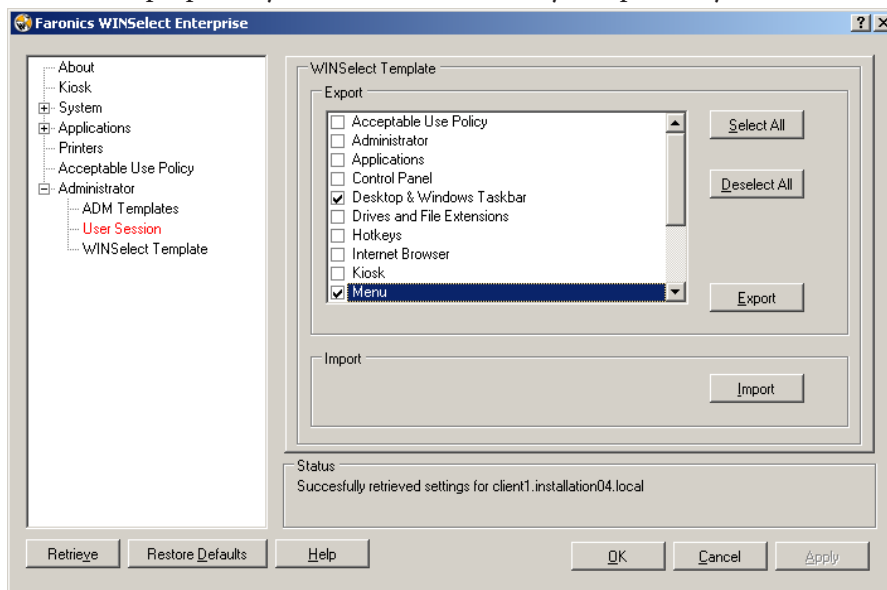 Faronics WINSelect Enterprise
About
Kiosk
System
Applications
Printers
Acceptable Use Policy
Administrator
ADM Templates
User Session
WINSelect Template
WINSelect Template
Export
Acceptable Use Policy
Administrator
Applications
Control Panel
Desktop & Windows Taskbar
Drives and File Extensions
Hotkeys
Internet Browser
Kiosk
Menu
Select All
Deselect All
Export
Import
Import
Status
Succesfully retrieved settings for client1.installation04.local
Retrieve
Restore Defaults
Help
OK
Cancel
Apply